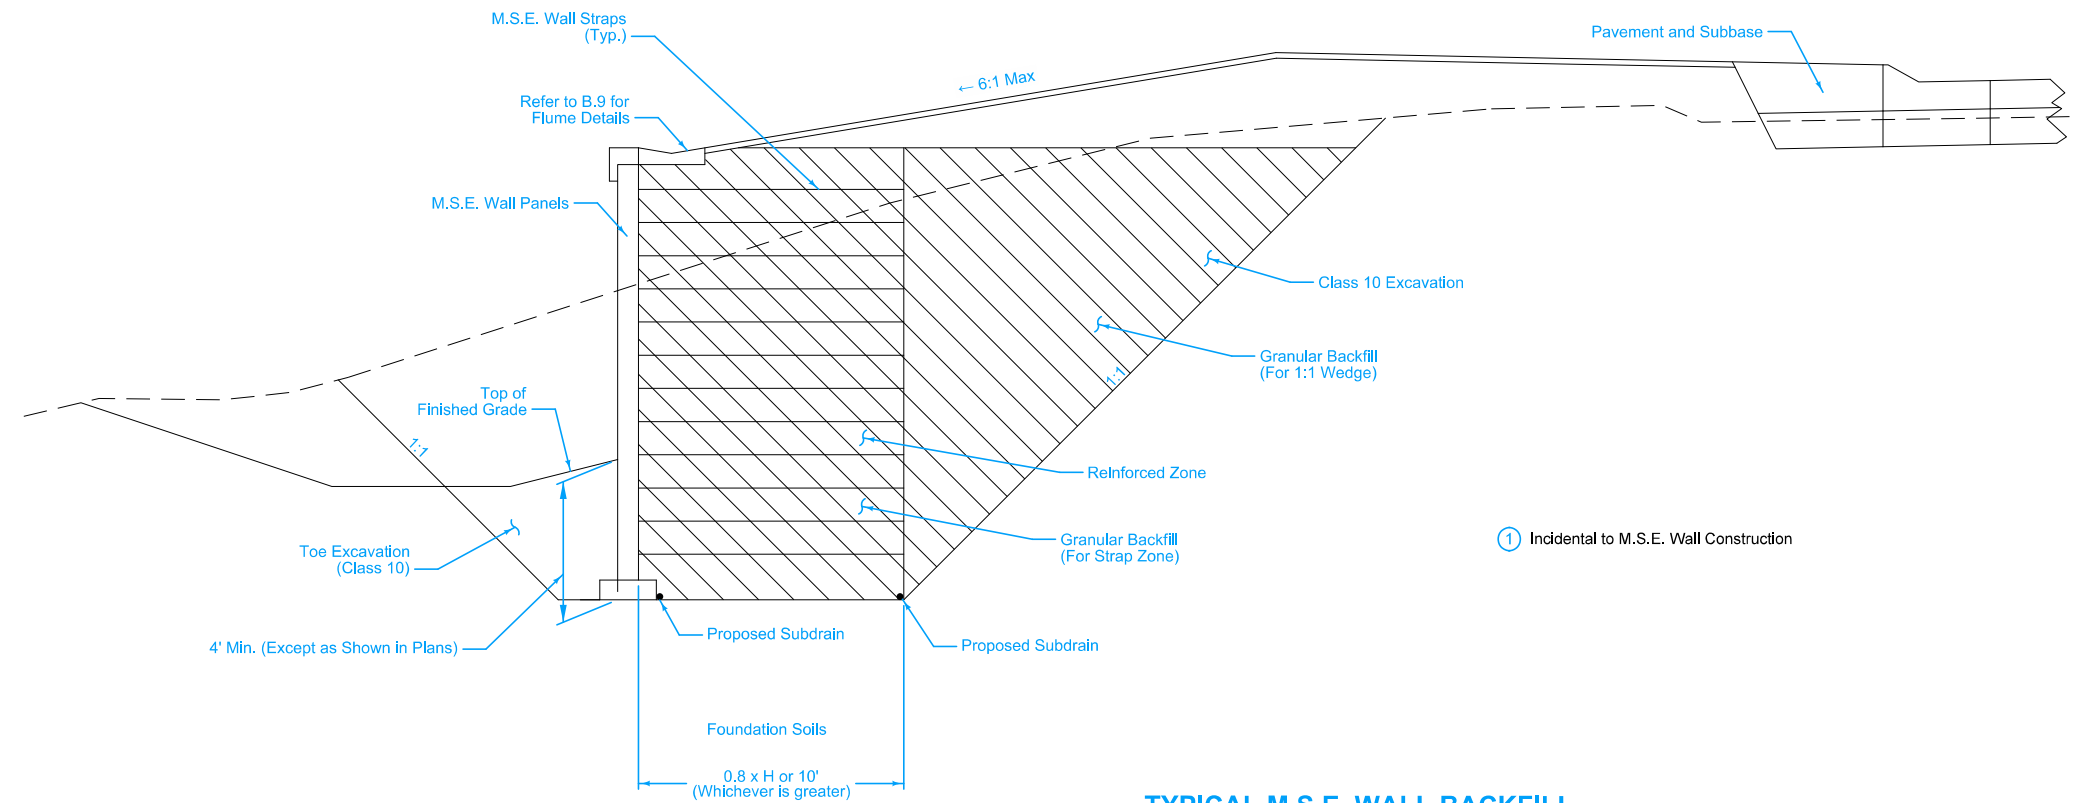 M.S.E. Wall Straps
(Typ.)
Pavement and Subbase
← 6:1 Max
Refer to B.9 for
Flume Details
M.S.E. Wall Panels
Class 10 Excavation
Granular Backfill
(For 1:1 Wedge)
1:1
Top of
Finished Grade
1:1
Reinforced Zone
Granular Backfill
(For Strap Zone)
1 Incidental to M.S.E. Wall Construction
Toe Excavation
(Class 10)
4' Min. (Except as Shown in Plans)
Proposed Subdrain
Proposed Subdrain
Foundation Soils
0.8 x H or 10'
(Whichever is greater)
TYPICAL M.S.E. WALL BACKFILL